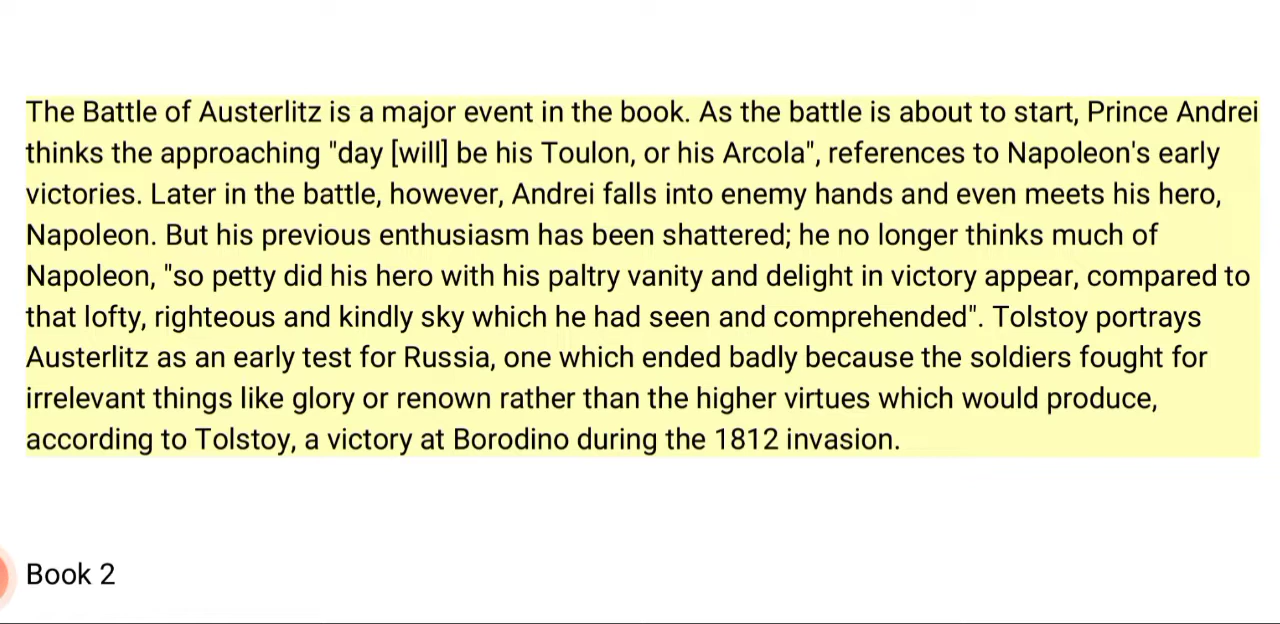 The Battle of Austerlitz is a major event in the book. As the battle is about to start, Prince Andrei
thinks the approaching "day [will] be his Toulon, or his Arcola", references to Napoleon's early
victories. Later in the battle, however, Andrei falls into enemy hands and even meets his hero,
Napoleon. But his previous enthusiasm has been shattered; he no longer thinks much of
Napoleon, "so petty did his hero with his paltry vanity and delight in victory appear, compared to
that lofty, righteous and kindly sky which he had seen and comprehended". Tolstoy portrays
Austerlitz as an early test for Russia, one which ended badly because the soldiers fought for
irrelevant things like glory or renown rather than the higher virtues which would produce,
according to Tolstoy, a victory at Borodino during the 1812 invasion.
Book 2